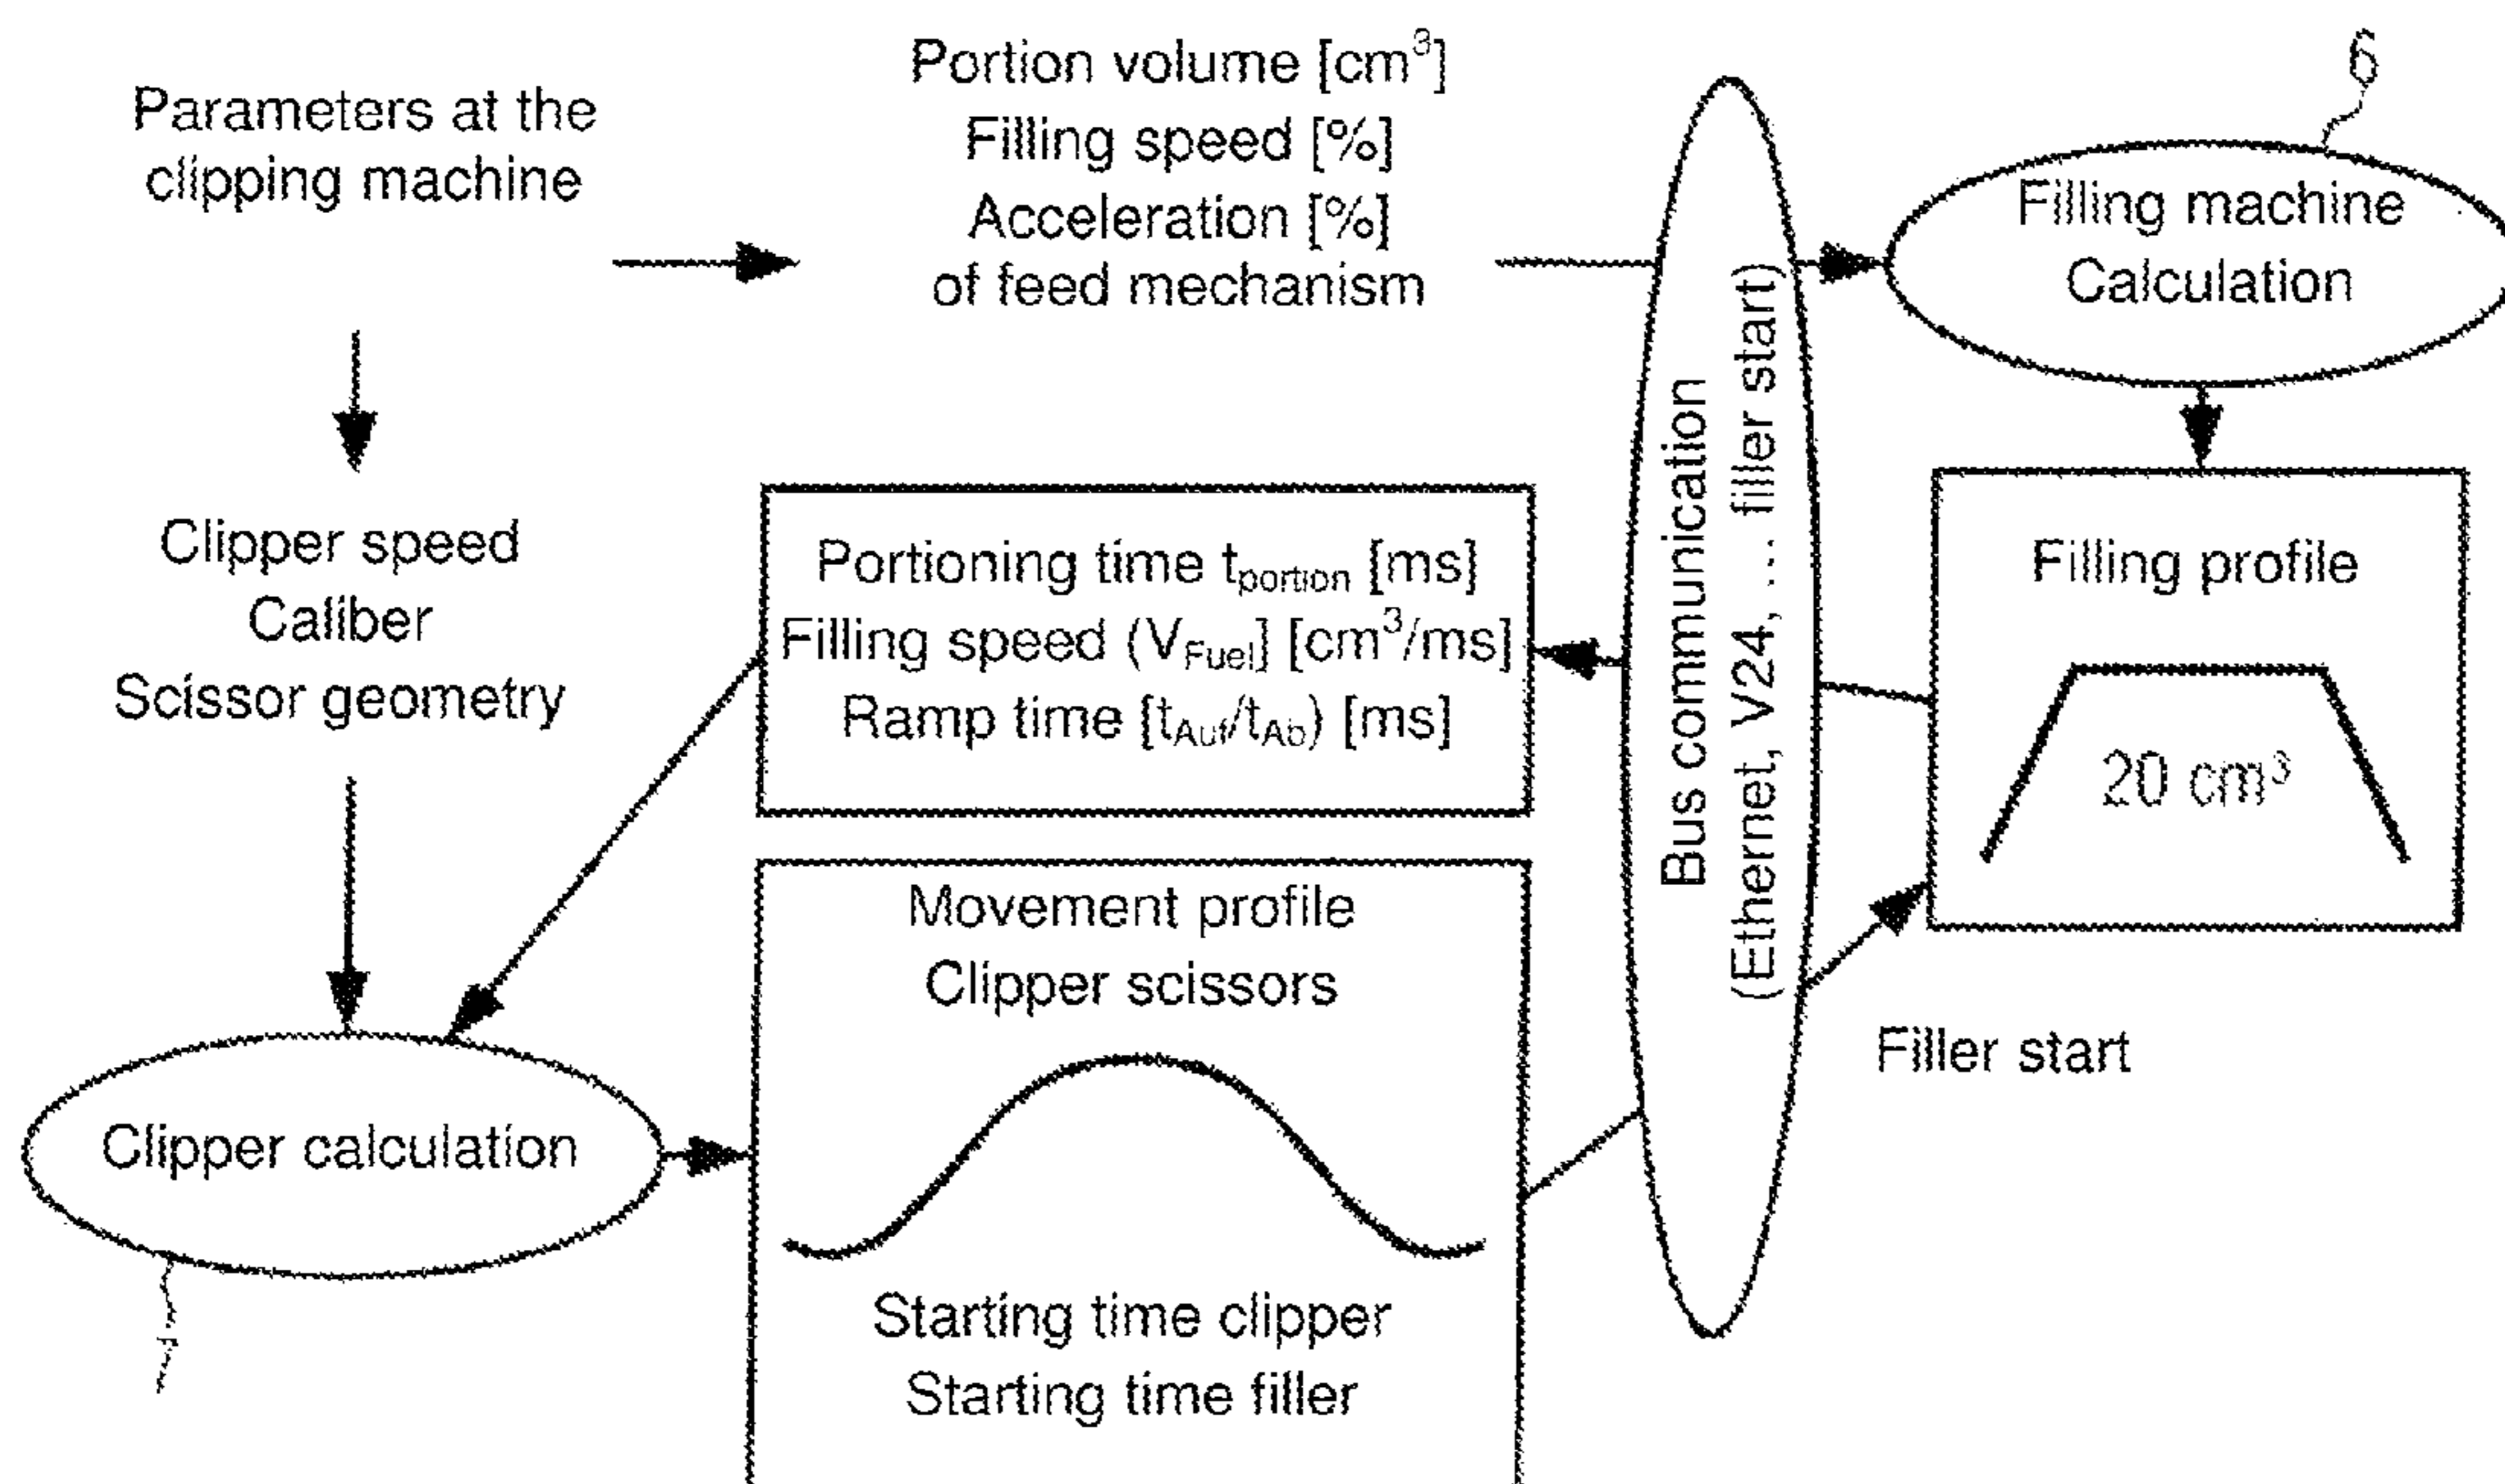 Parameters at the
clipping machine
Portion volume [cm³]
Filling speed [%]
Acceleration [%]
of feed mechanism
6
Filling machine
Calculation
Clipper speed
Caliber
Scissor geometry
Portioning time tportion [ms]
Filling speed (VFuel] [cm³/ms]
Ramp time [tAuf/tAb) [ms]
Bus communication
(Ethernet, V24, ... filler start)
Filling profile
20 cm³
Movement profile
Clipper scissors
Filler start
Clipper calculation
7
Starting time clipper
Starting time filler